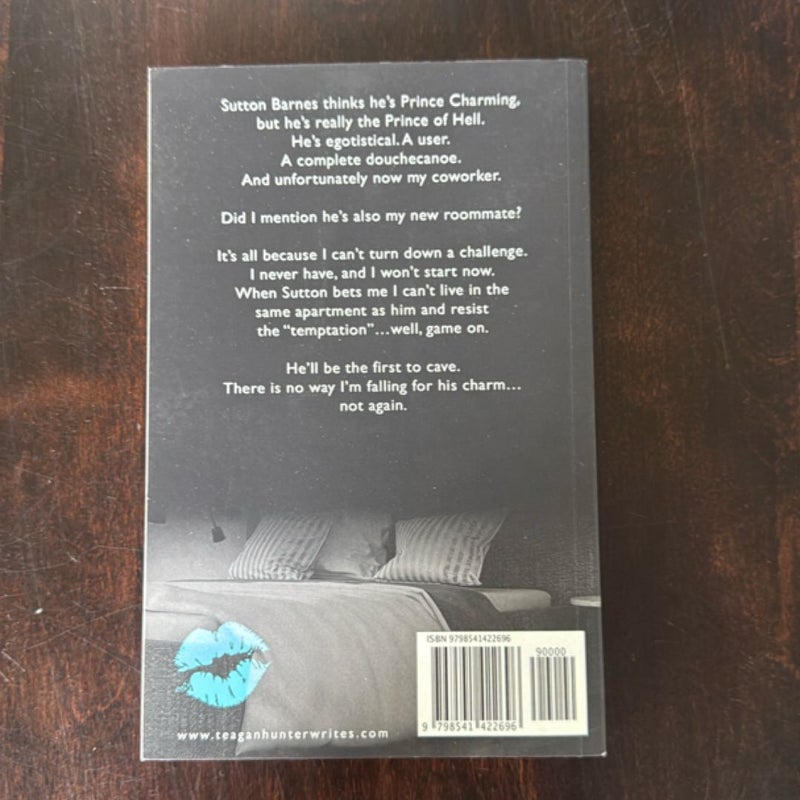 Sutton Barnes thinks he's Prince Charming,
but he's really the Prince of Hell.
He's egotistical. A user.
A complete douchecanoe.
And unfortunately now my coworker.
Did I mention he's also my new roommate?
It's all because I can't turn down a challenge.
I never have, and I won't start now.
When Sutton bets me I can't live in the
same apartment as him and resist
the “temptation”…well, game on.
He'll be the first to cave.
There is no way I'm falling for his charm…
not again.
ISBN 9798541422696
90000
9 798541 422696
www.teaganhunterwrites.com